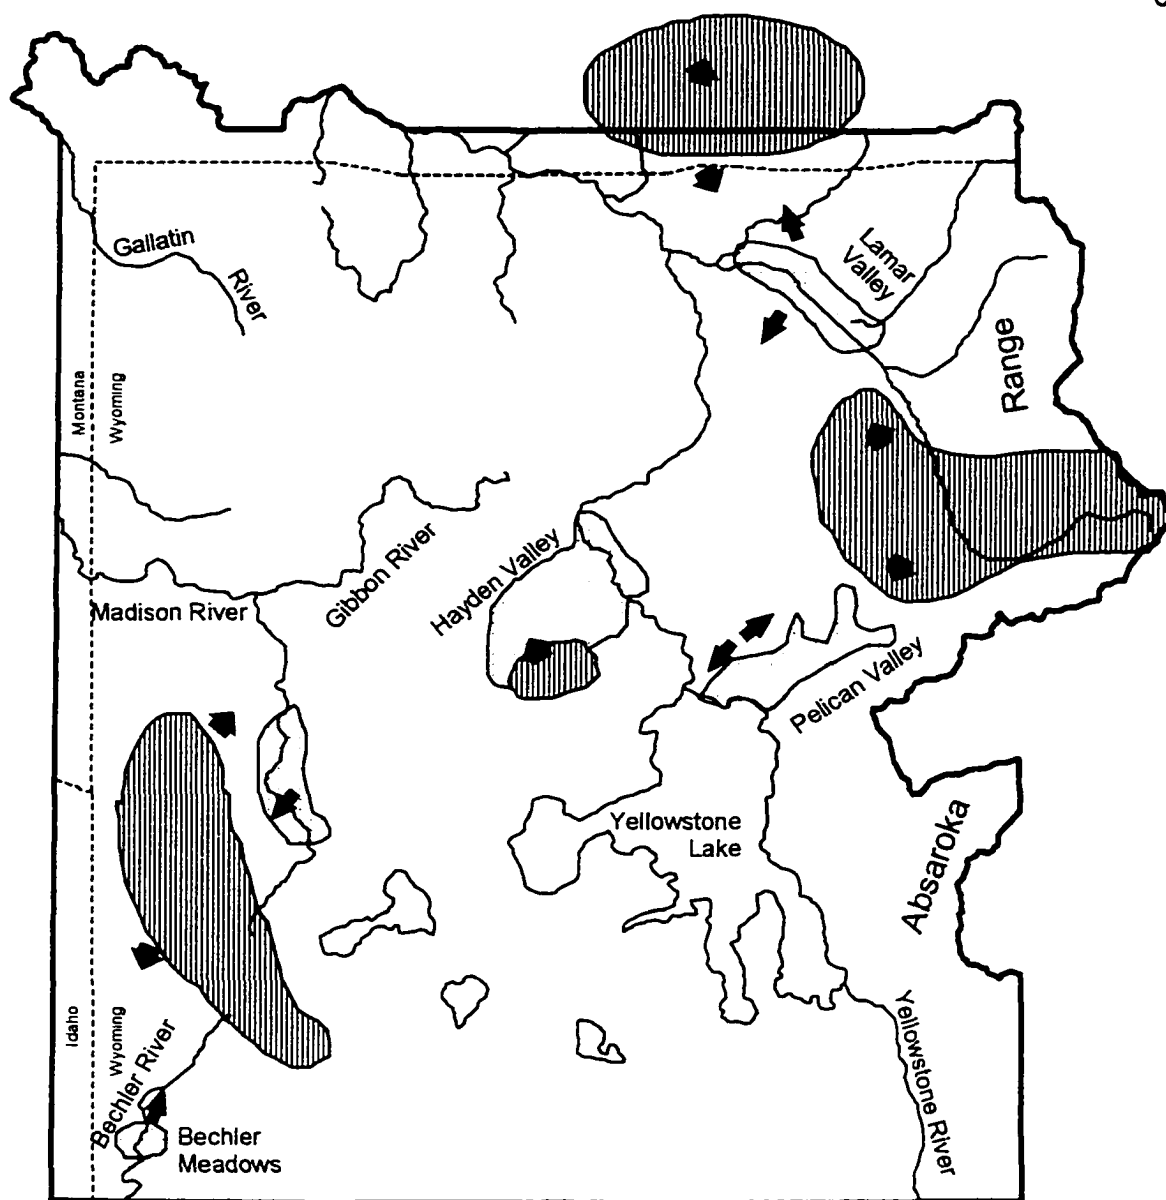 Gallatin
River
Lamar
Valley
Range
Montana
Wyoming
Gibbon River
Hayden Valley
Madison River
Pelican Valley
Yellowstone
Lake
Absaroka
Idaho
Wyoming
Bechler River
Yellowstone River
Bechler
Meadows